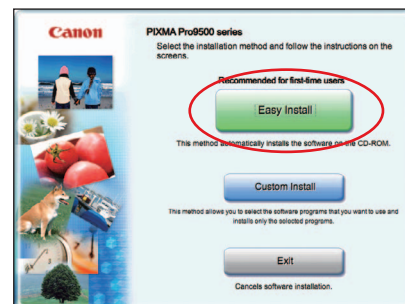 Canon
PIXMA Pro9500 series
Select the installation method and follow the instructions on the
screens.
Recommended for first-time users
Easy Install
This method automatically installs the software on the CD-ROM.
Custom Install
This method allows you to select the software programs that you want to use and
installs only the selected programs.
Exit
Cancels software installation.